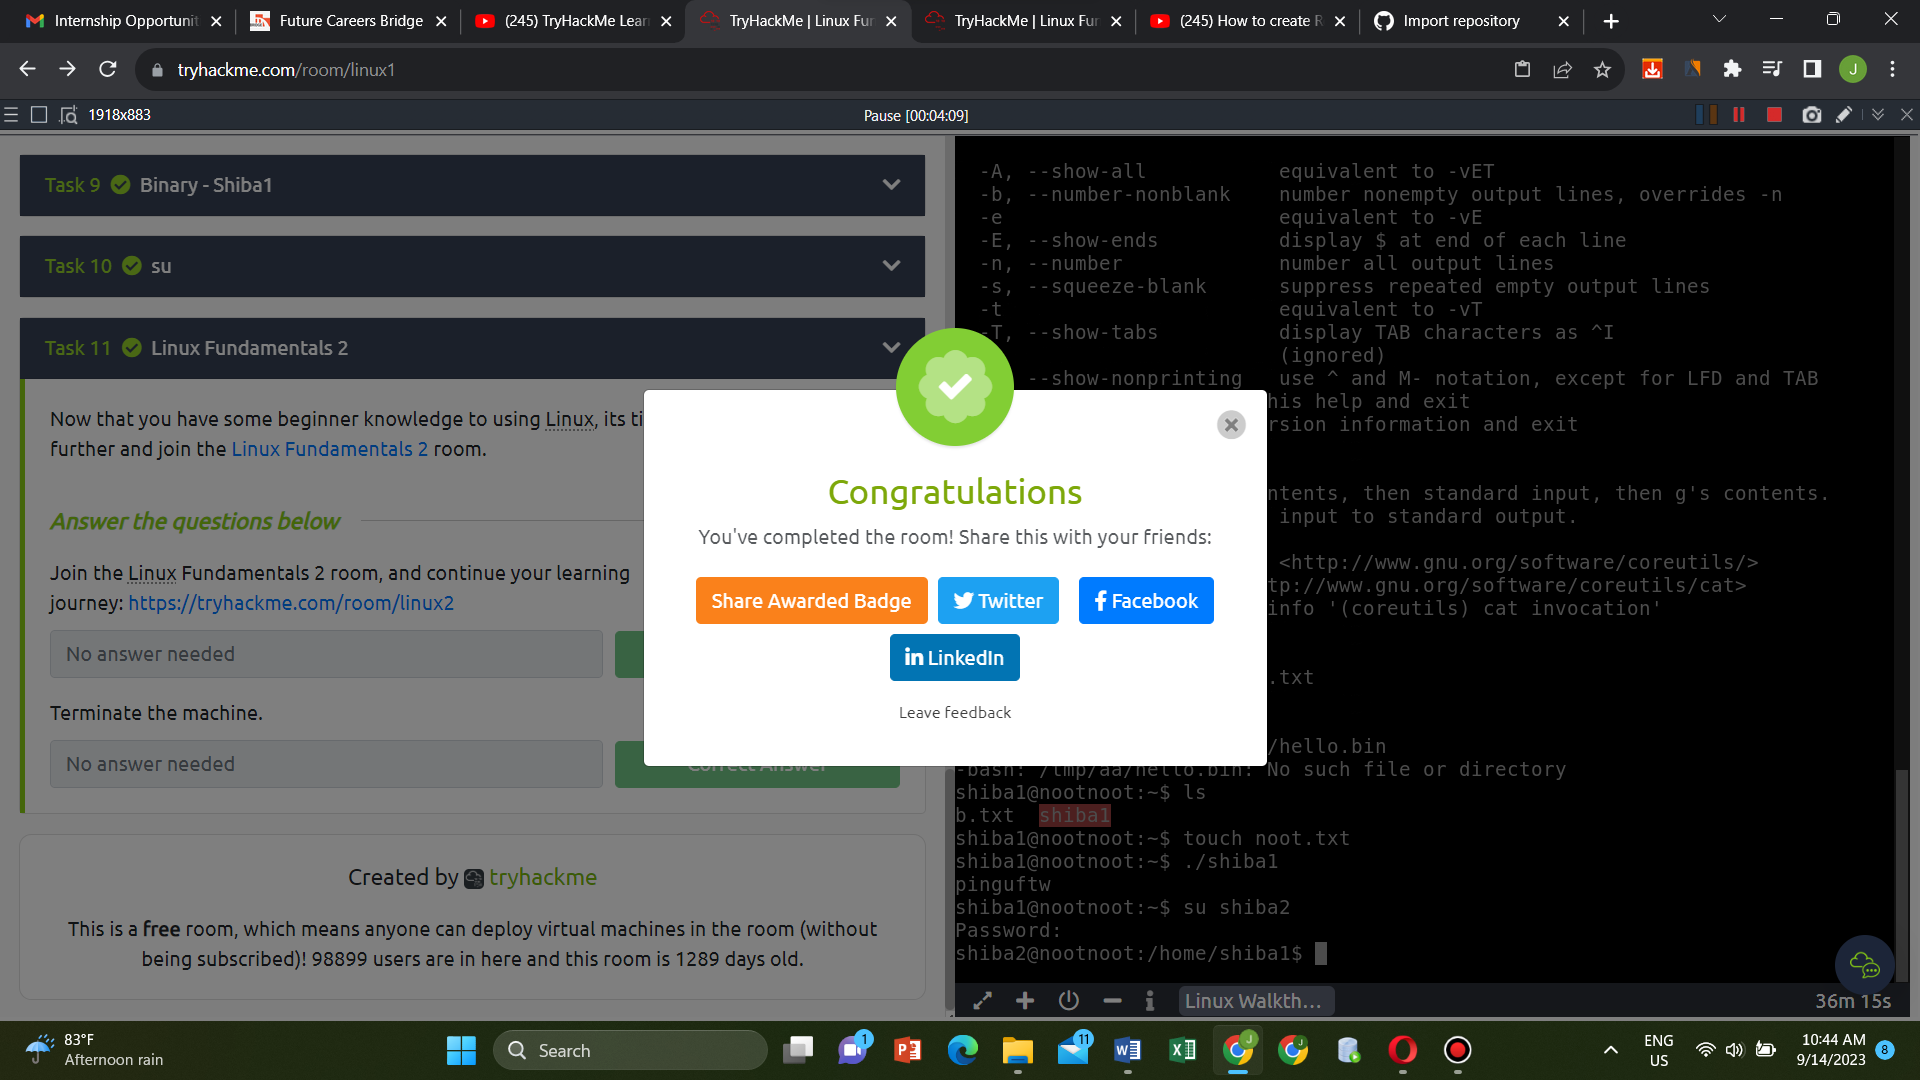 Internship Opportunit
Future Careers Bridge
(245) TryHackMe Lear
TryHackMe | Linux Fur
TryHackMe | Linux Fur
(245) How to create R
Import repository
tryhackme.com/room/linux1
J
1918x883
Pause [00:04:09]
Task 9 Binary - Shiba1
Task 10 su
Task 11 Linux Fundamentals 2
Now that you have some beginner knowledge to using Linux, its ti
further and join the Linux Fundamentals 2 room.
Answer the questions below
Join the Linux Fundamentals 2 room, and continue your learning
journey: https://tryhackme.com/room/linux2
No answer needed
Terminate the machine.
No answer needed
Correct Answer
Created by tryhackme
This is a free room, which means anyone can deploy virtual machines in the room (without
being subscribed)! 98899 users are in here and this room is 1289 days old.
Congratulations
You've completed the room! Share this with your friends:
Share Awarded Badge
Twitter
Facebook
LinkedIn
Leave feedback
-A, --show-all equivalent to -vET
-b, --number-nonblank number nonempty output lines, overrides -n
-e equivalent to -vE
-E, --show-ends display $ at end of each line
-n, --number number all output lines
-s, --squeeze-blank suppress repeated empty output lines
-t equivalent to -vT
-T, --show-tabs display TAB characters as ^I
(ignored)
--show-nonprinting use ^ and M- notation, except for LFD and TAB
his help and exit
rsion information and exit
ntents, then standard input, then g's contents.
input to standard output.
<http://www.gnu.org/software/coreutils/>
tp://www.gnu.org/software/coreutils/cat>
info '(coreutils) cat invocation'
.txt
/hello.bin
-bash: /tmp/aa/hello.bin: No such file or directory
shiba1@nootnoot:~$ ls
b.txt shiba1
shiba1@nootnoot:~$ touch noot.txt
shiba1@nootnoot:~$ ./shiba1
pinguftw
shiba1@nootnoot:~$ su shiba2
Password:
shiba2@nootnoot:/home/shiba1$
Linux Walkth...
36m 15s
83°F
Afternoon rain
Search
1
11
J
J
ENG
US
10:44 AM
9/14/2023
8